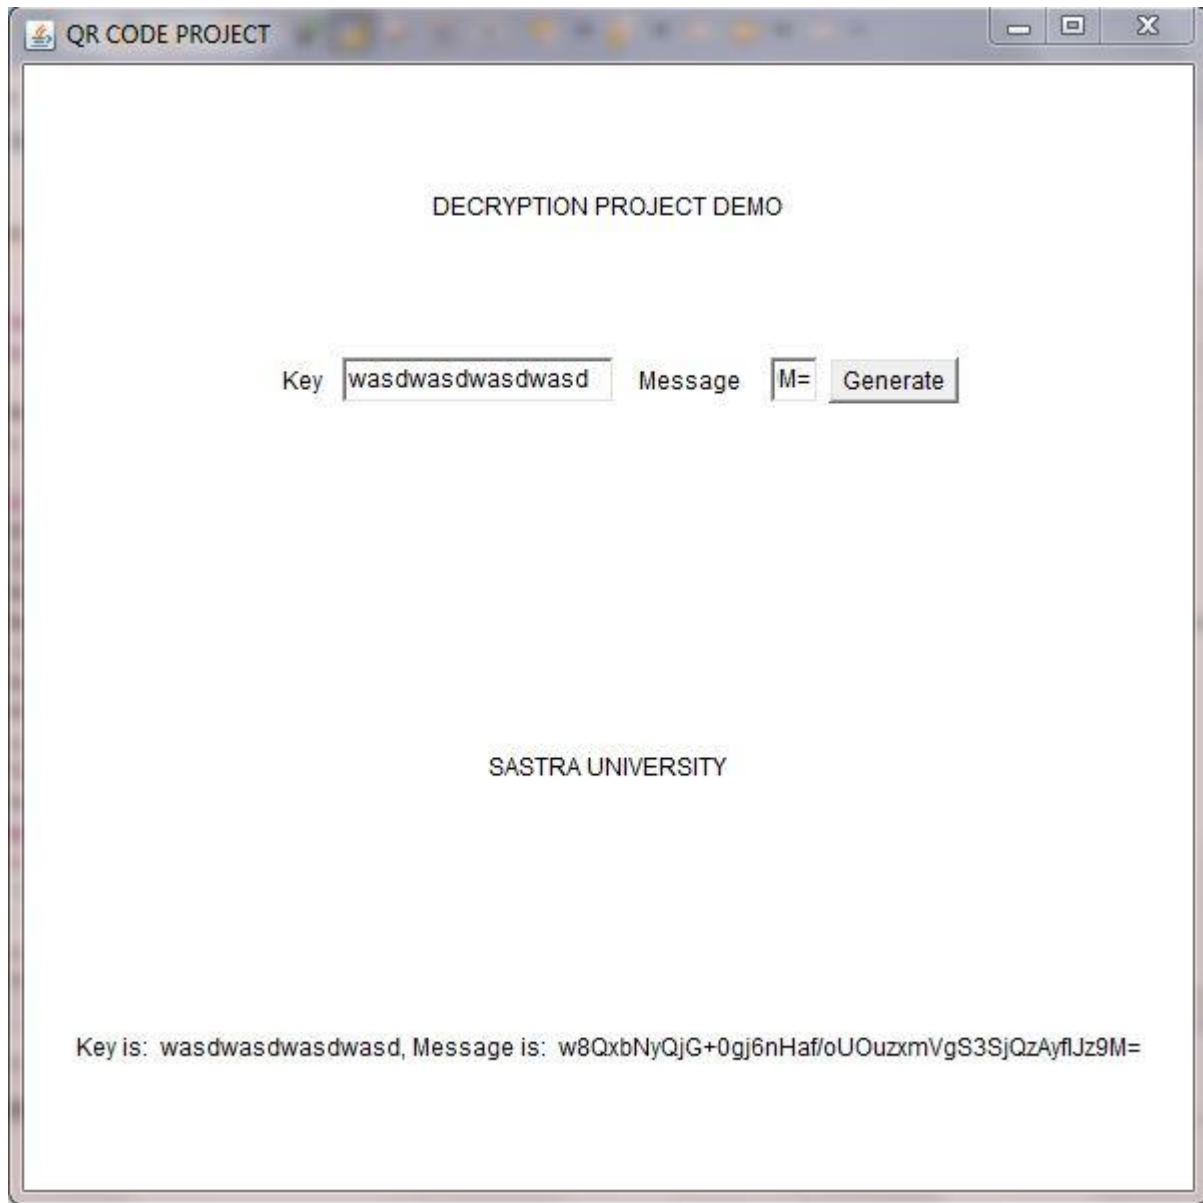 QR CODE PROJECT
DECRYPTION PROJECT DEMO
Key wasdwasdwasdwasd Message M= Generate
SASTRA UNIVERSITY
Key is: wasdwasdwasdwasd, Message is: w8QxbNyQjG+0gj6nHaf/oUOuzxmVgS3SjQzAyflJz9M=